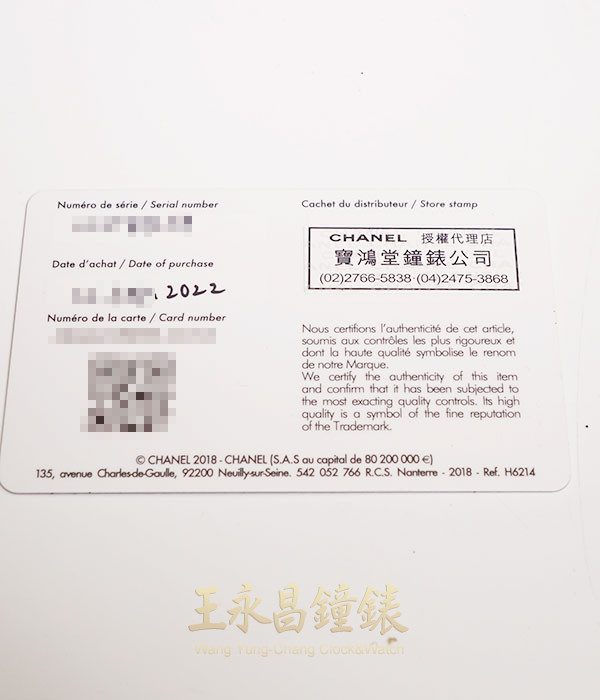 Numéro de série / Serial number
Date d'achat / Date of purchase
, 2022
Numéro de la carte / Card number
Cachet du distributeur / Store stamp
CHANEL 授權代理店
寶鴻堂鐘錶公司
(02)2766-5838·(04)2475-3868
Nous certifions l'authenticité de cet article,
soumis aux contrôles les plus rigoureux et
dont la haute qualité symbolise le renom
de notre Marque.
We certify the authenticity of this item
and confirm that it has been subjected to
the most exacting quality controls. Its high
quality is a symbol of the fine reputation
of the Trademark.
© CHANEL 2018 - CHANEL (S.A.S au capital de 80 200 000 €)
135, avenue Charles-de-Gaulle, 92200 Neuilly-sur-Seine. 542 052 766 R.C.S. Nanterre - 2018 - Ref. H6214
王永昌鐘錶
Wang Yung-Chang Clock&Watch